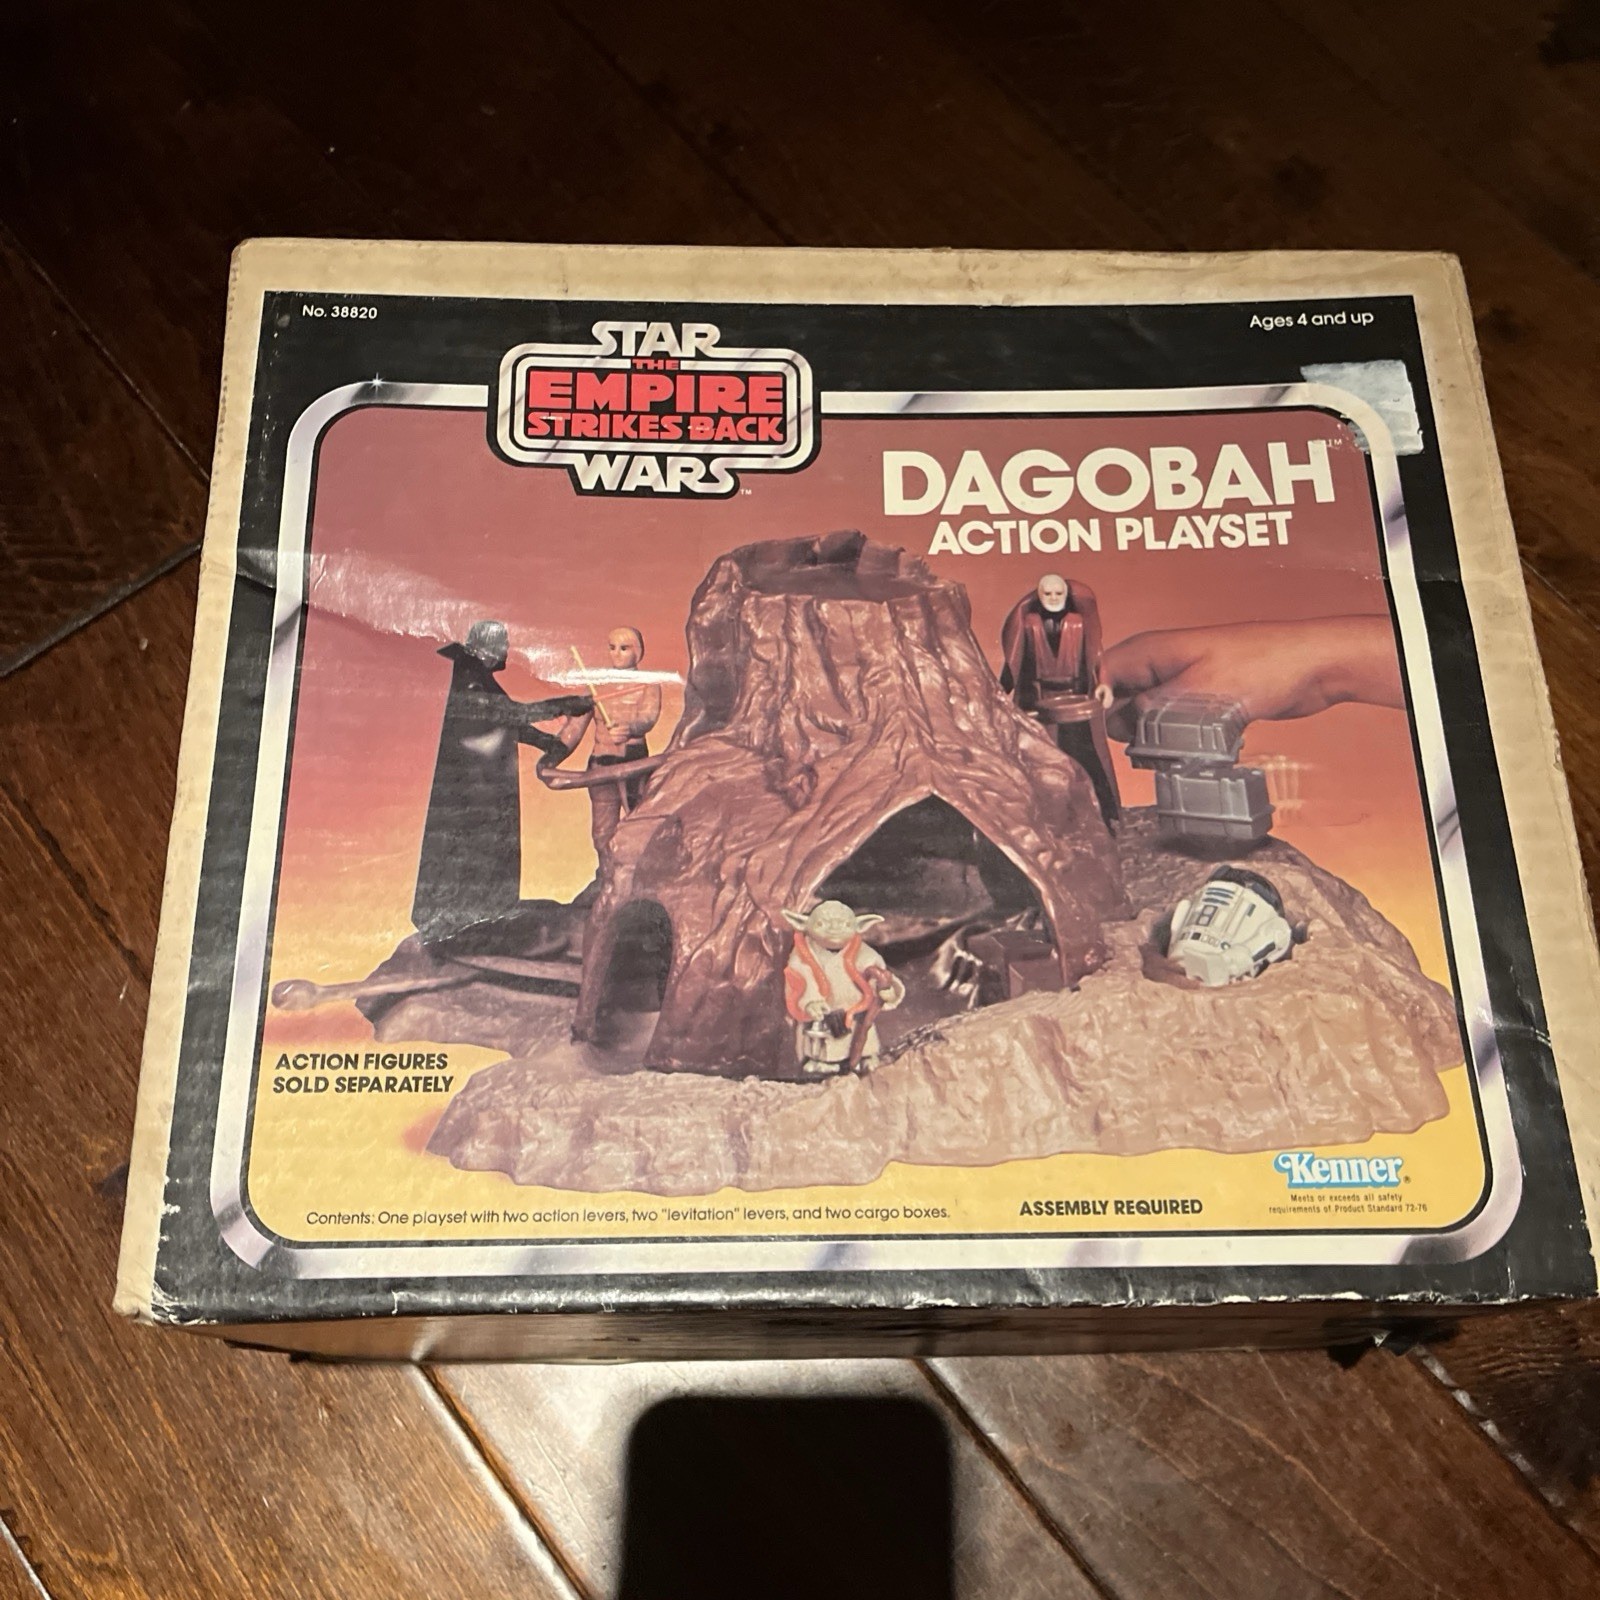 No. 38820
Ages 4 and up
STAR
THE
EMPIRE
STRIKES BACK
WARS™
DAGOBAH™
ACTION PLAYSET
ACTION FIGURES
SOLD SEPARATELY
Kenner®
Meets or exceeds all safety
requirements of Product Standard 72-76
Contents: One playset with two action levers, two "levitation" levers, and two cargo boxes.
ASSEMBLY REQUIRED